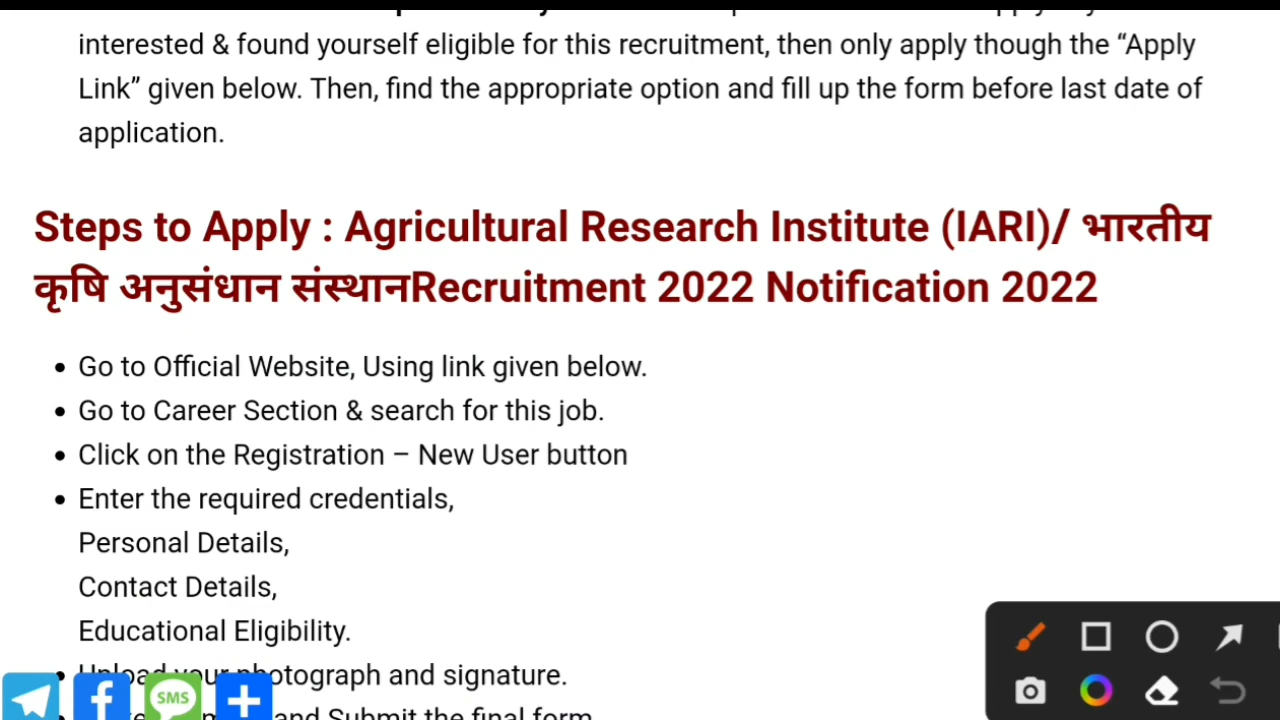 interested & found yourself eligible for this recruitment, then only apply though the “Apply
Link” given below. Then, find the appropriate option and fill up the form before last date of
application.
Steps to Apply : Agricultural Research Institute (IARI)/ भारतीय
कृषि अनुसंधान संस्थानRecruitment 2022 Notification 2022
Go to Official Website, Using link given below.
Go to Career Section & search for this job.
Click on the Registration – New User button
Enter the required credentials,
Personal Details,
Contact Details,
Educational Eligibility.
Upload your photograph and signature.
and Submit the final form
SMS